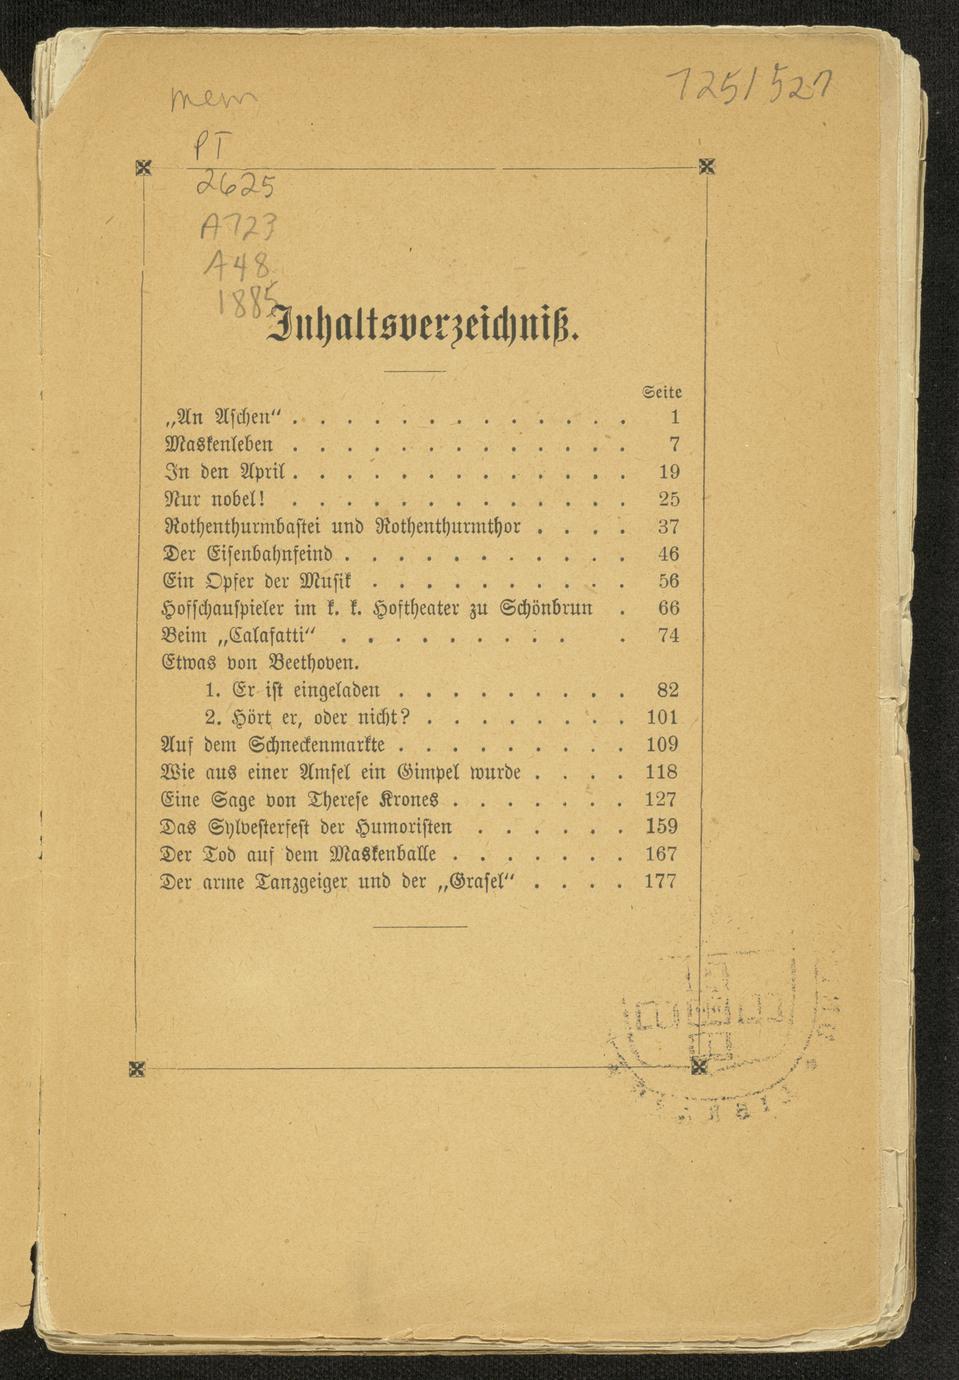 mem
7251527
PT
2625
A723
A48
1885
Inhaltsverzeichniß.
Seite
„An Aschen“ . . . . . . . . . . . . . 1
Maskenleben . . . . . . . . . . . . . 7
In den April . . . . . . . . . . . . . 19
Nur nobel! . . . . . . . . . . . . . 25
Rothenthurmbastei und Rothenthurmthor . . . . 37
Der Eisenbahnfeind . . . . . . . . . . . 46
Ein Opfer der Musik . . . . . . . . . . 56
Hofschauspieler im k. k. Hoftheater zu Schönbrun . 66
Beim „Calafatti“ . . . . . . . . . . 74
Etwas von Beethoven.
1. Er ist eingeladen . . . . . . . . . 82
2. Hört er, oder nicht? . . . . . . . . 101
Auf dem Schneckenmarkte . . . . . . . . . 109
Wie aus einer Amsel ein Gimpel wurde . . . . 118
Eine Sage von Therese Krones . . . . . . . 127
Das Sylvesterfest der Humoristen . . . . . . 159
Der Tod auf dem Maskenballe . . . . . . . 167
Der arme Tanzgeiger und der „Grasel“ . . . . 177